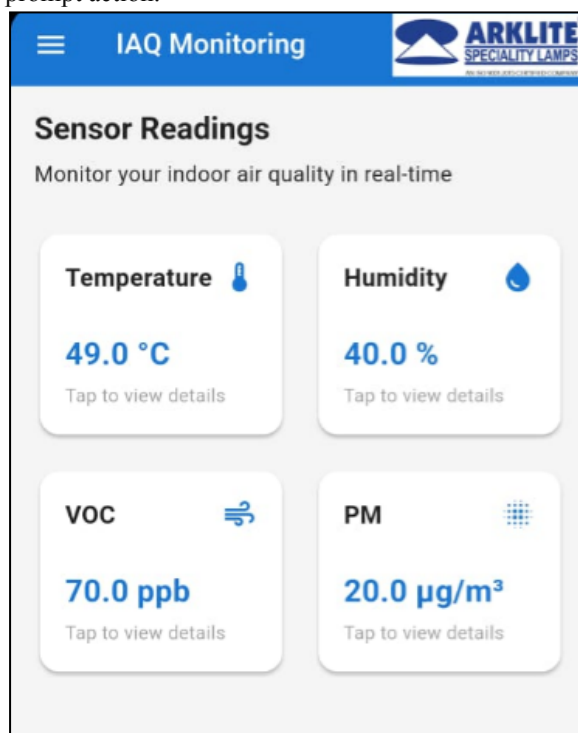 prompt action.
IAQ Monitoring
ARKLITE
SPECIALITY LAMPS
Sensor Readings
Monitor your indoor air quality in real-time
Temperature
Humidity
49.0 °C
40.0 %
Tap to view details
Tap to view details
VOC
PM
70.0 ppb
20.0 µg/m³
Tap to view details
Tap to view details